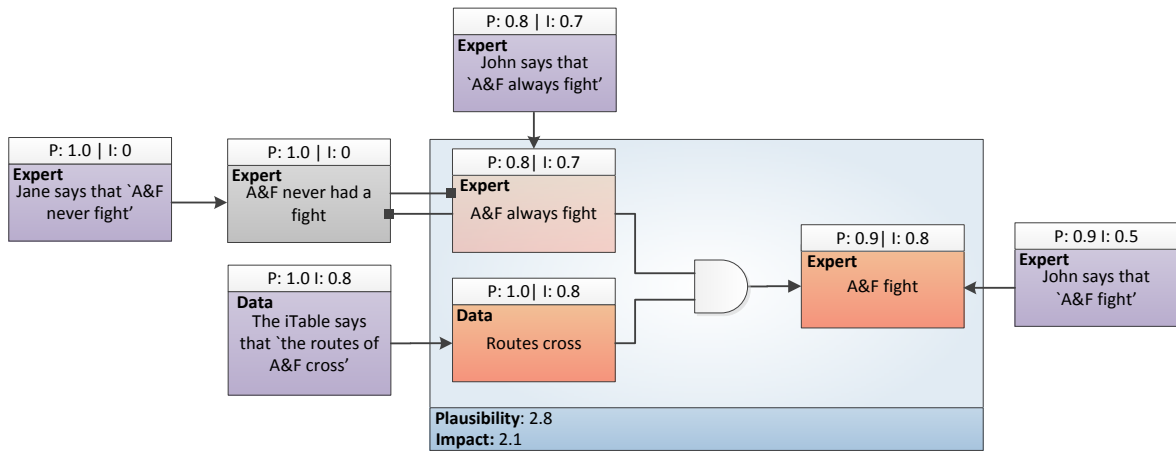 P: 0.8 | I: 0.7
Expert
John says that
`A&F always fight’
P: 1.0 | I: 0
Expert
Jane says that `A&F
never fight’
P: 1.0 | I: 0
Expert
A&F never had a
fight
P: 0.8| I: 0.7
Expert
A&F always fight
P: 0.9| I: 0.8
Expert
A&F fight
P: 0.9 I: 0.5
Expert
John says that
`A&F fight’
P: 1.0 I: 0.8
Data
The iTable says
that `the routes of
A&F cross’
P: 1.0| I: 0.8
Data
Routes cross
Plausibility: 2.8
Impact: 2.1